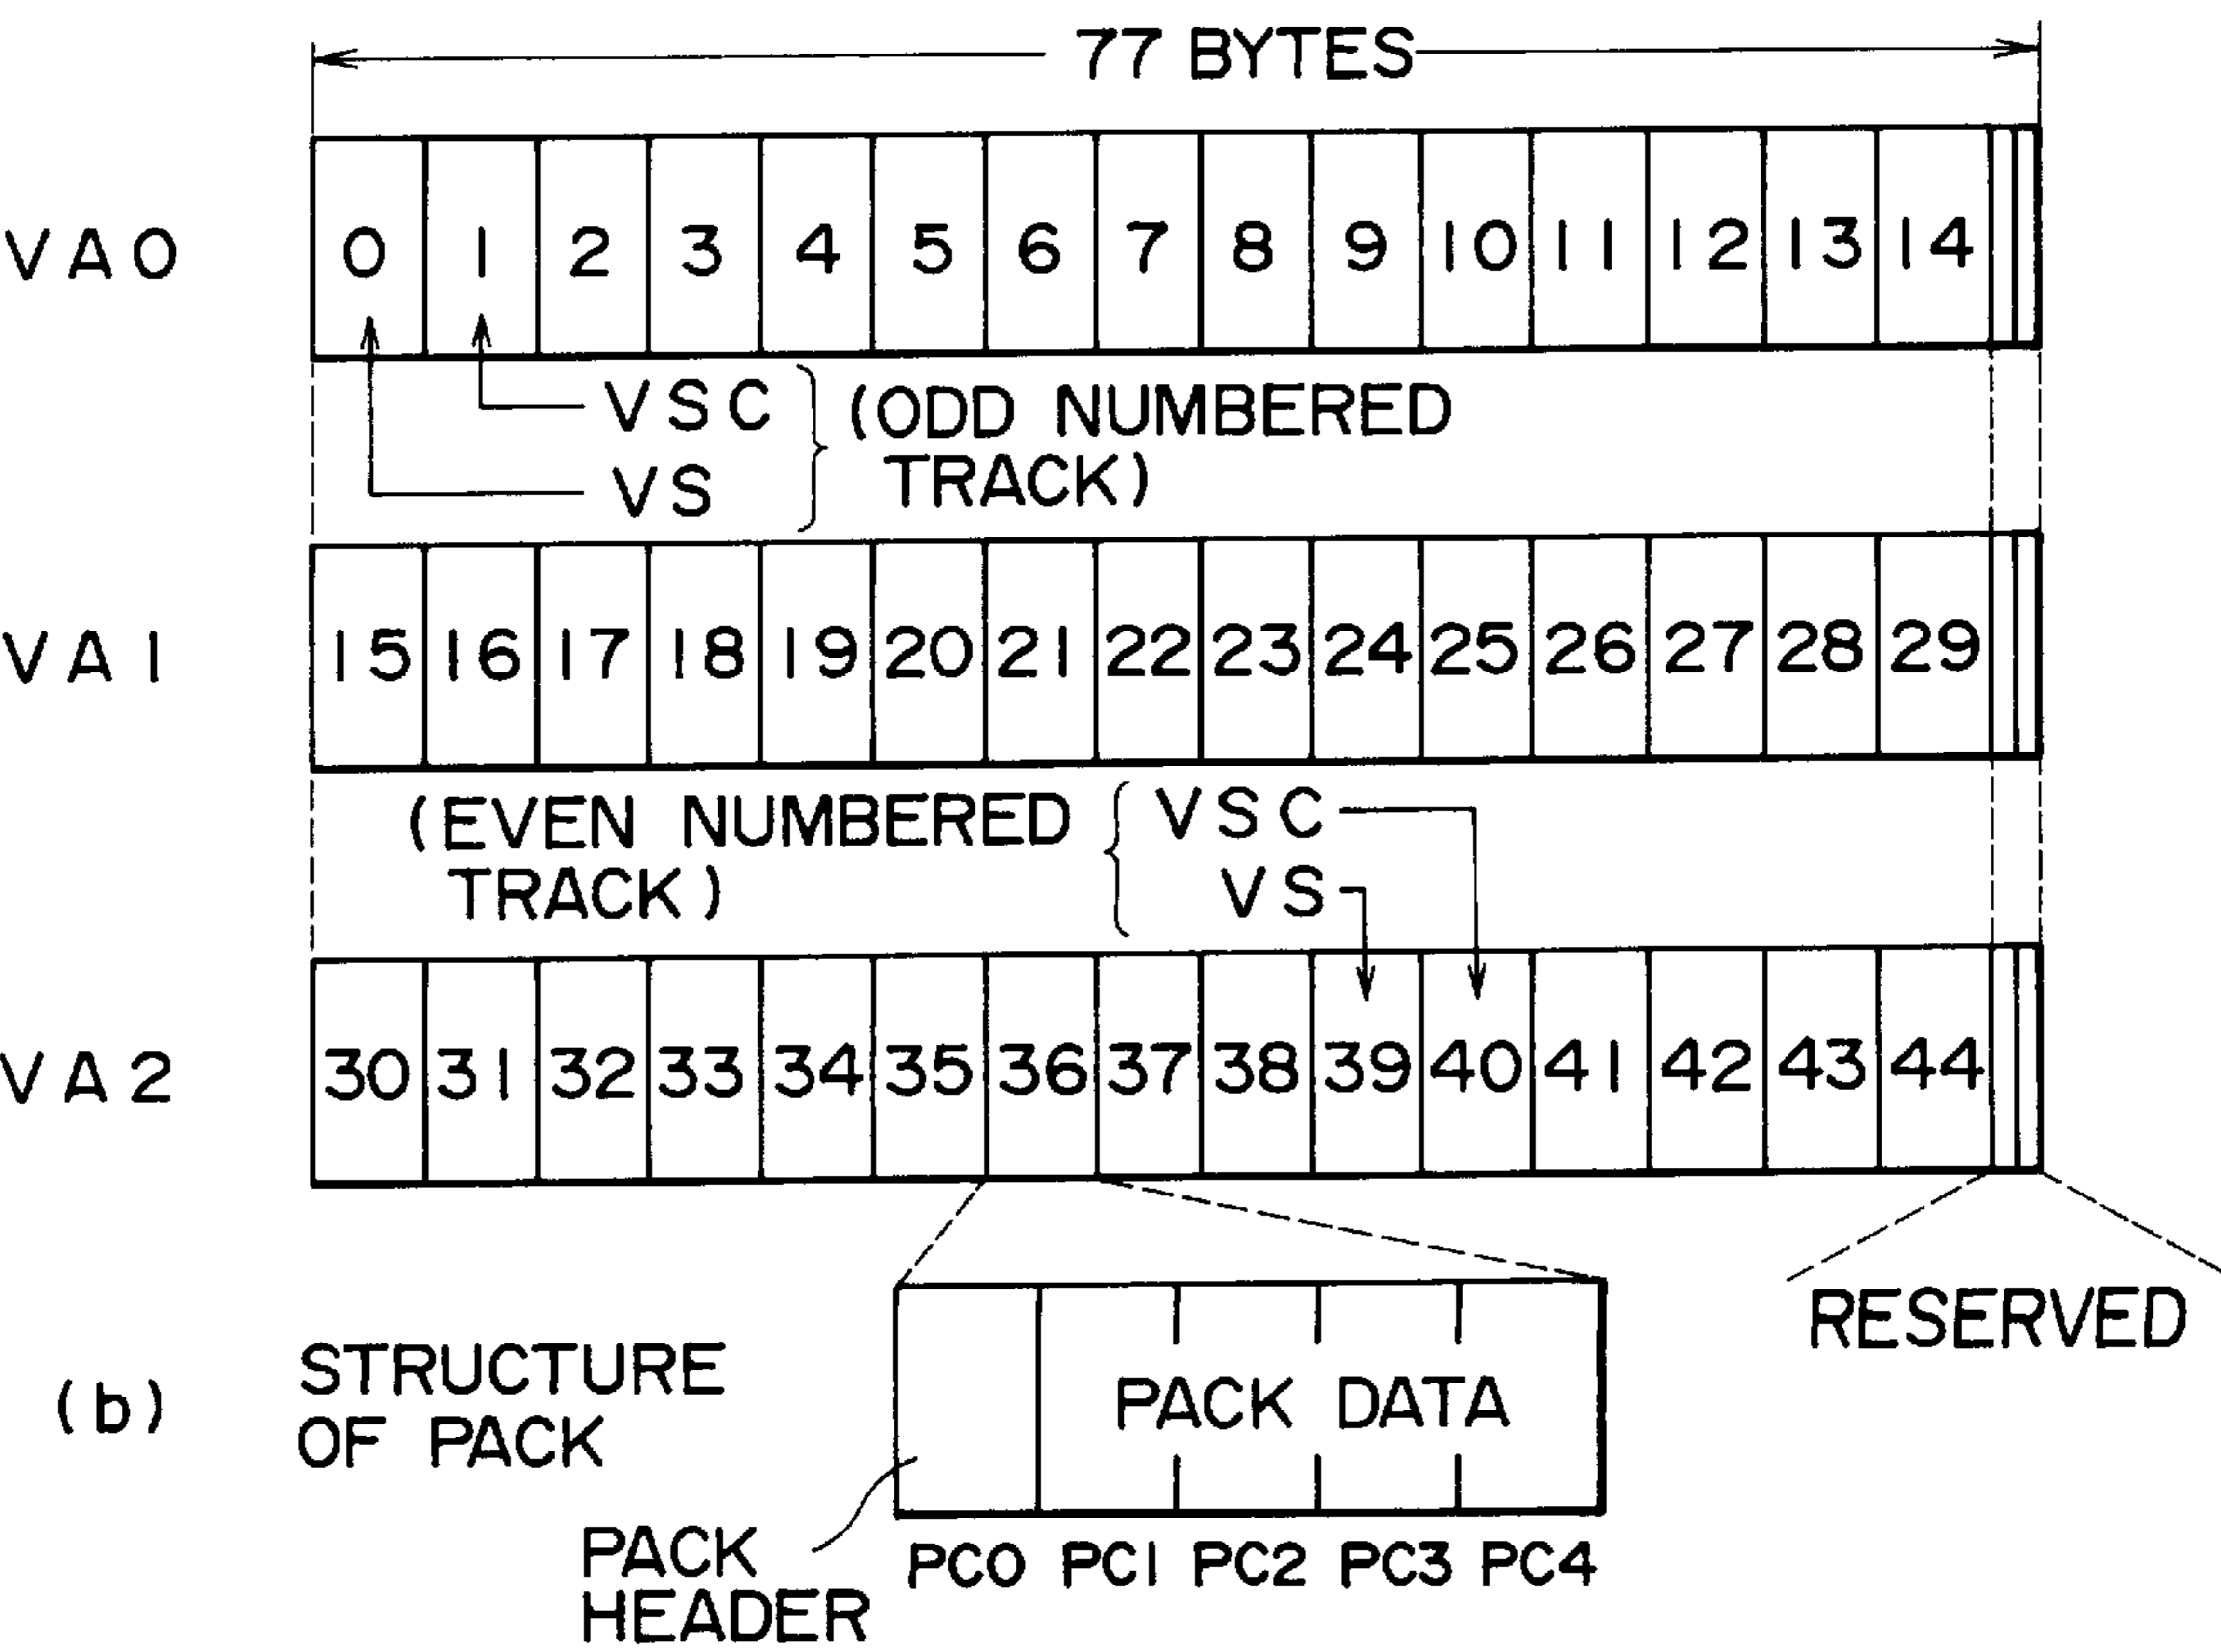 77 BYTES
VA0
0 1 2 3 4 5 6 7 8 9 10 11 12 13 14
VSC
VS
(ODD NUMBERED
TRACK)
VA1
15 16 17 18 19 20 21 22 23 24 25 26 27 28 29
(EVEN NUMBERED
TRACK)
VSC
VS
VA2
30 31 32 33 34 35 36 37 38 39 40 41 42 43 44
RESERVED
(b)
STRUCTURE
OF PACK
PACK DATA
PACK
HEADER
PC0 PC1 PC2 PC3 PC4